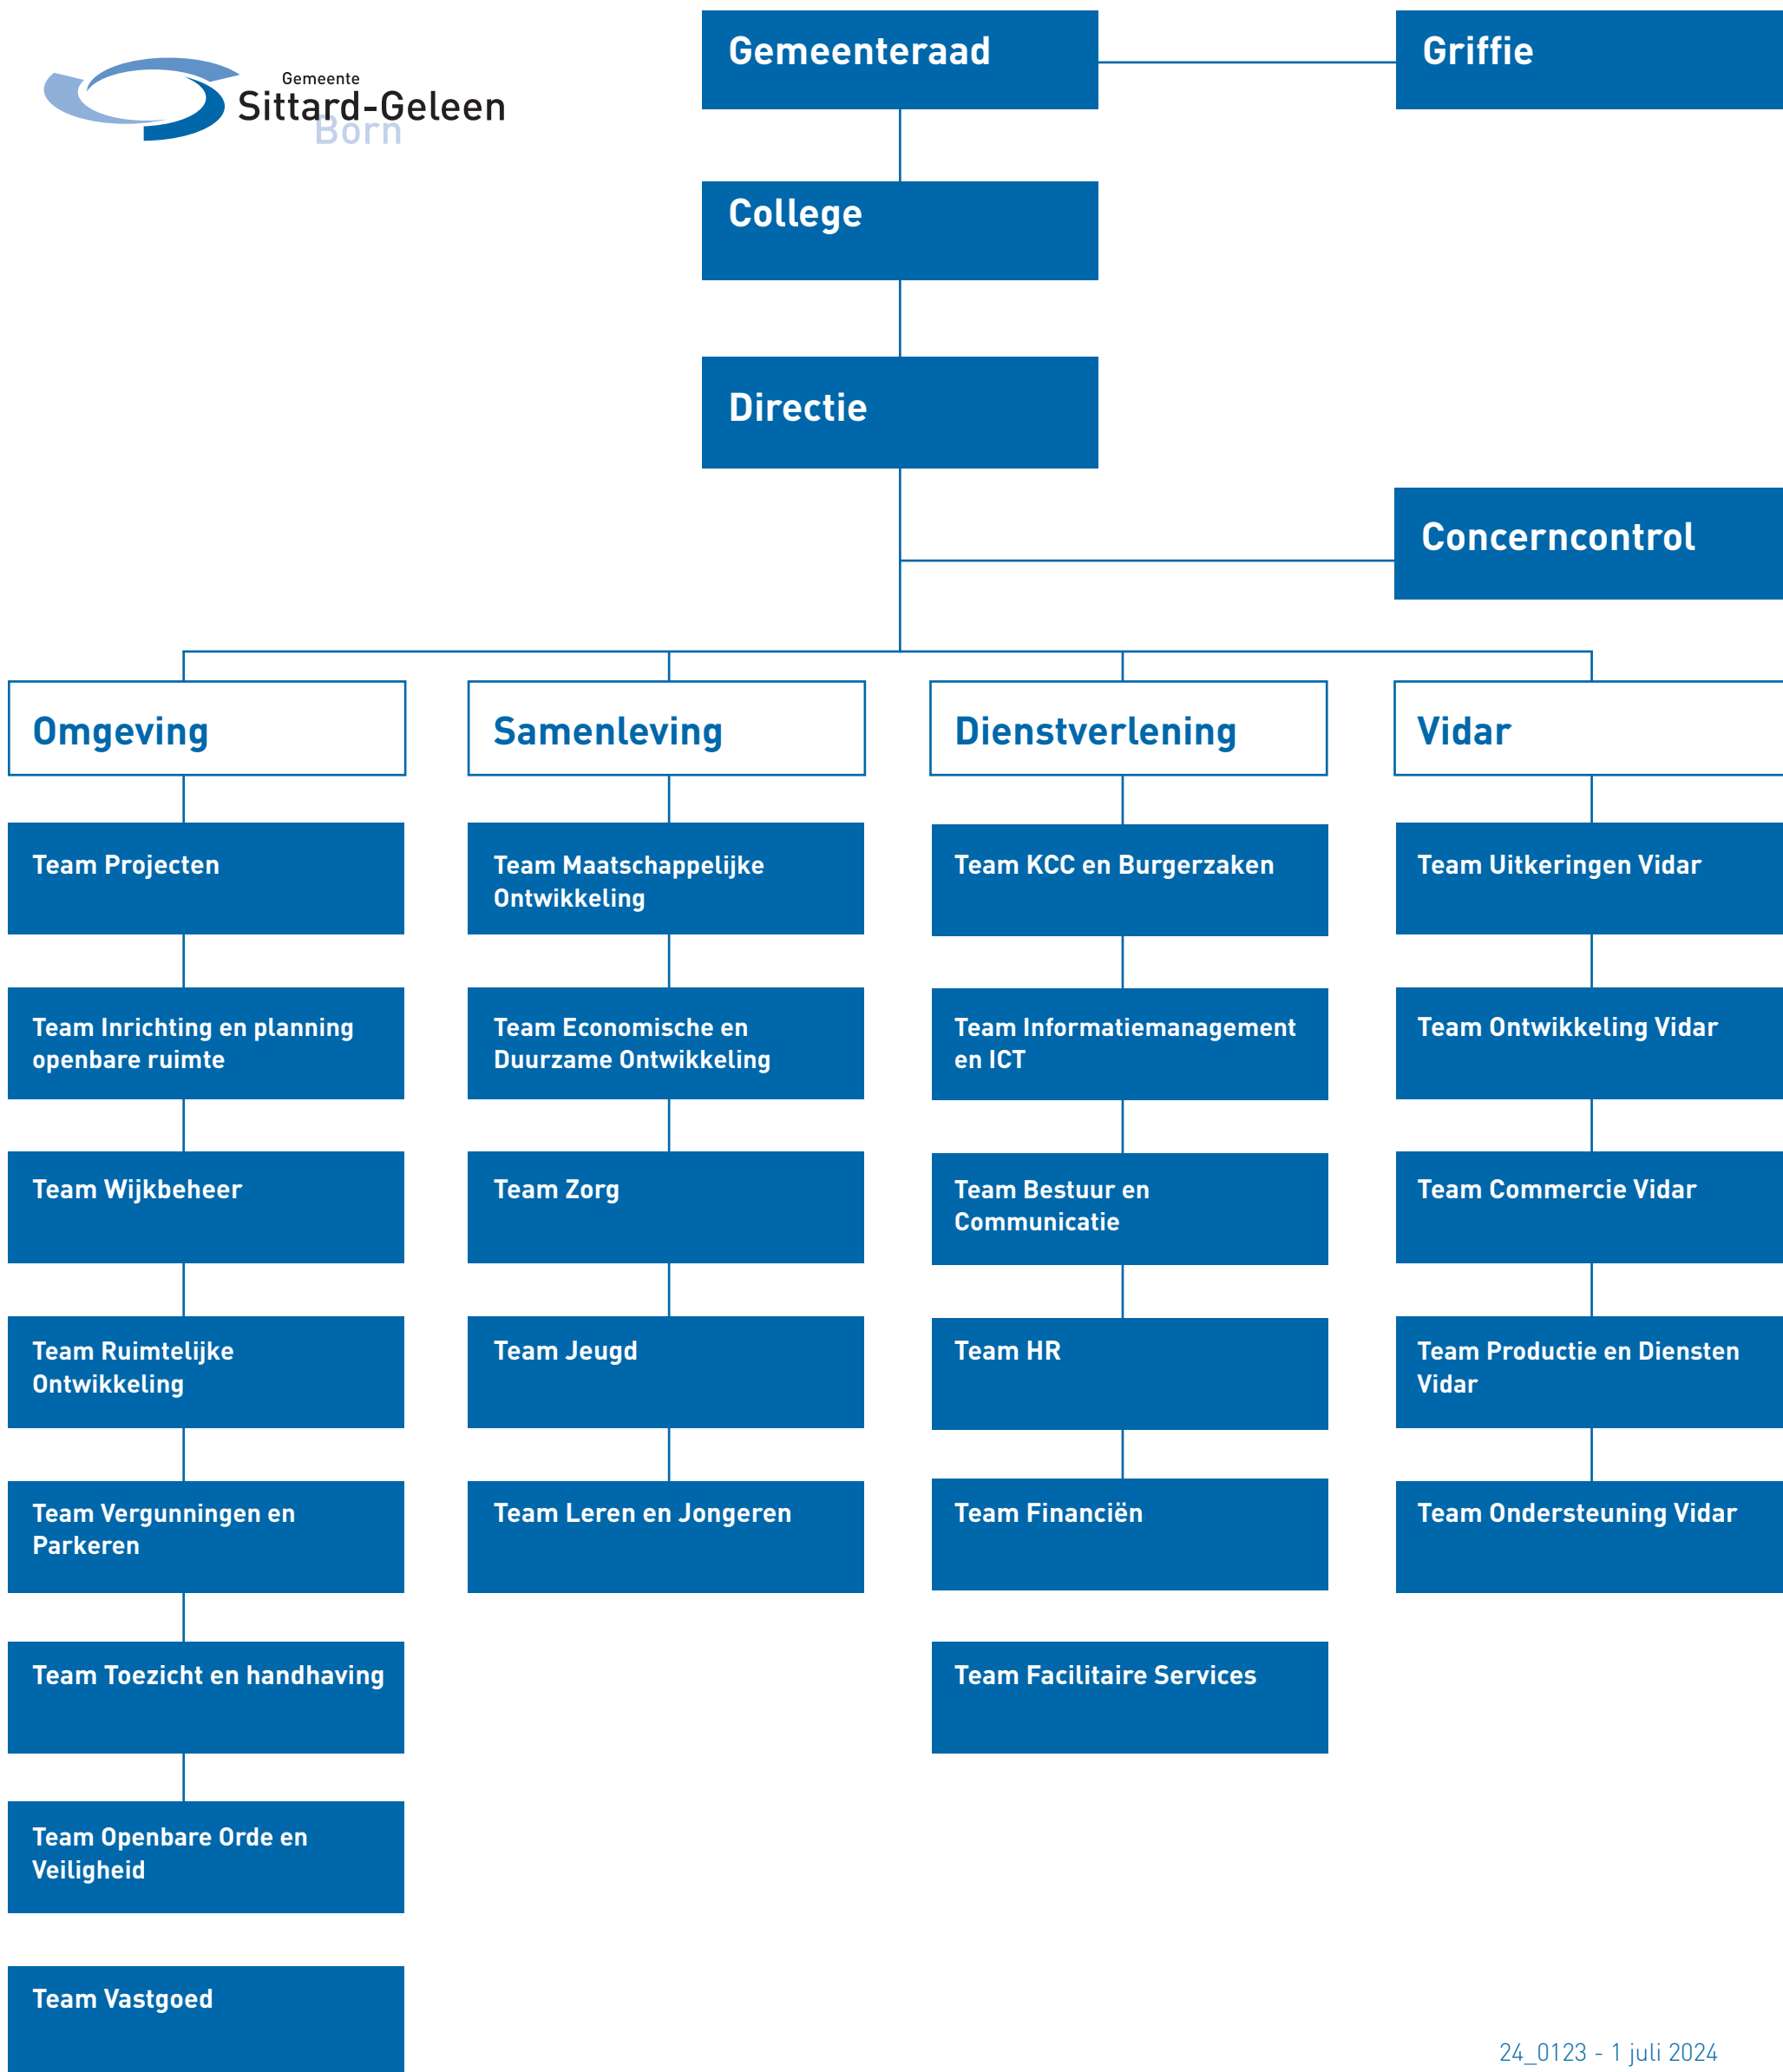 Gemeente
Sittard-Geleen
Born
Gemeenteraad
Griffie
College
Directie
Concerncontrol
Omgeving
Team Projecten
Team Inrichting en planning
openbare ruimte
Team Wijkbeheer
Team Ruimtelijke
Ontwikkeling
Team Vergunningen en
Parkeren
Team Toezicht en handhaving
Team Openbare Orde en
Veiligheid
Team Vastgoed
Samenleving
Team Maatschappelijke
Ontwikkeling
Team Economische en
Duurzame Ontwikkeling
Team Zorg
Team Jeugd
Team Leren en Jongeren
Dienstverlening
Team KCC en Burgerzaken
Team Informatiemanagement
en ICT
Team Bestuur en
Communicatie
Team HR
Team Financiën
Team Facilitaire Services
Vidar
Team Uitkeringen Vidar
Team Ontwikkeling Vidar
Team Commercie Vidar
Team Productie en Diensten
Vidar
Team Ondersteuning Vidar
24_0123 - 1 juli 2024